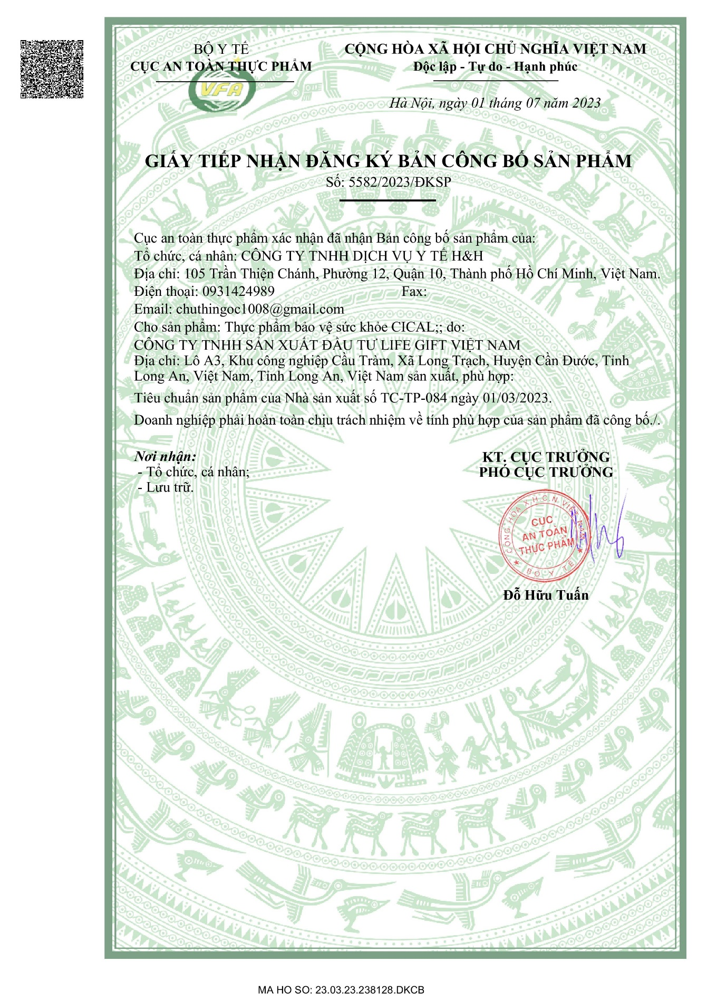 BỘ Y TẾ
CỤC AN TOÀN THỰC PHẨM
VFA
CỘNG HÒA XÃ HỘI CHỦ NGHĨA VIỆT NAM
Độc lập - Tự do - Hạnh phúc
Hà Nội, ngày 01 tháng 07 năm 2023
GIẤY TIẾP NHẬN ĐĂNG KÝ BẢN CÔNG BỐ SẢN PHẨM
Số: 5582/2023/ĐKSP
Cục an toàn thực phẩm xác nhận đã nhận Bản công bố sản phẩm của:
Tổ chức, cá nhân: CÔNG TY TNHH DỊCH VỤ Y TẾ H&H
Địa chỉ: 105 Trần Thiện Chánh, Phường 12, Quận 10, Thành phố Hồ Chí Minh, Việt Nam.
Điện thoại: 0931424989 Fax:
Email: chuthingoc1008@gmail.com
Cho sản phẩm: Thực phẩm bảo vệ sức khỏe CICAL;; do:
CÔNG TY TNHH SẢN XUẤT ĐẦU TƯ LIFE GIFT VIỆT NAM
Địa chỉ: Lô A3, Khu công nghiệp Cầu Tràm, Xã Long Trạch, Huyện Cần Đước, Tỉnh
Long An, Việt Nam, Tỉnh Long An, Việt Nam sản xuất, phù hợp:
Tiêu chuẩn sản phẩm của Nhà sản xuất số TC-TP-084 ngày 01/03/2023.
Doanh nghiệp phải hoàn toàn chịu trách nhiệm về tính phù hợp của sản phẩm đã công bố./.
Nơi nhận:
- Tổ chức, cá nhân;
- Lưu trữ.
KT. CỤC TRƯỞNG
PHÓ CỤC TRƯỞNG
CỘNG HÒA X.H.C.N VIỆT NAM
CỤC
AN TOÀN
THỰC PHẨM
BỘ Y TẾ
Đỗ Hữu Tuấn
MA HO SO: 23.03.23.238128.DKCB